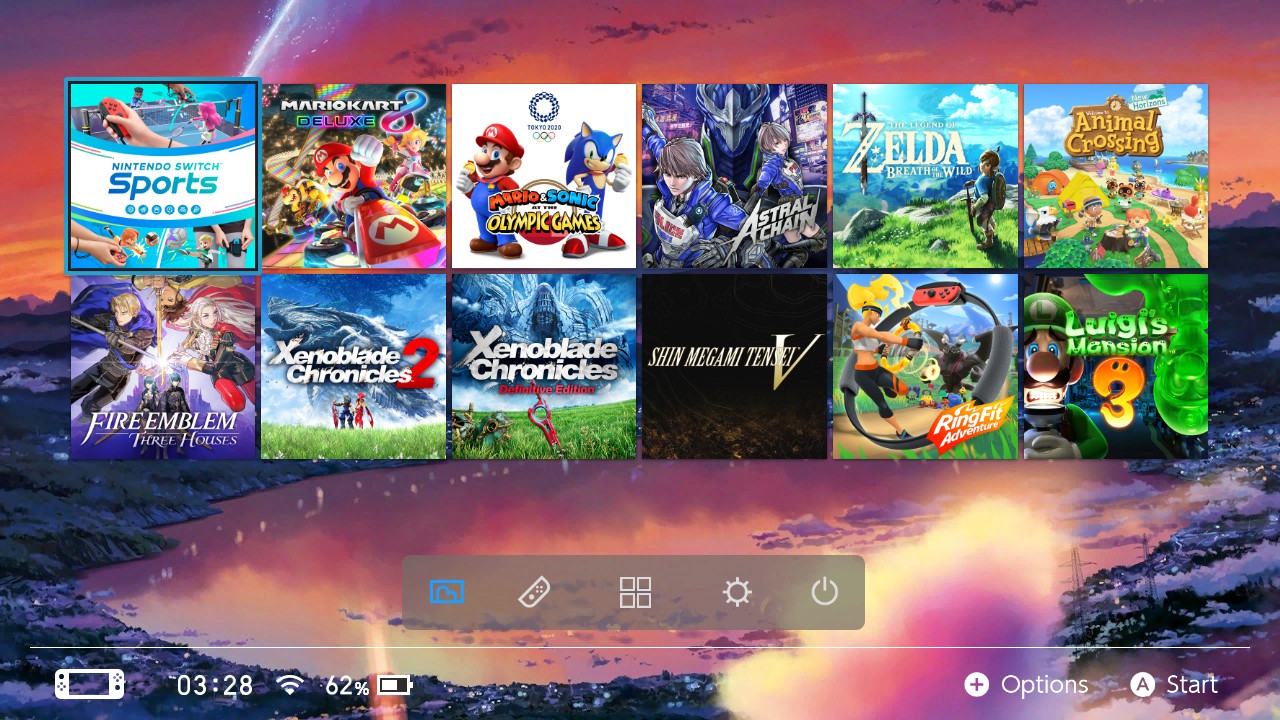 NINTENDO SWITCH
Sports
MARIOKART 8
DELUXE
TOKYO 2020
MARIO & SONIC
AT THE
OLYMPIC GAMES
POLICE
ASTRAL
CHAIN
THE LEGEND OF
ZELDA
BREATH OF THE WILD
New
Horizons
Animal
Crossing
FIRE EMBLEM
THREE HOUSES
Xenoblade
Chronicles 2
Xenoblade
Chronicles
Definitive Edition
SHIN MEGAMI TENSEI V
RingFit
Adventure
LUIGI'S
MANSION
3
03:28
62%
Options
A Start